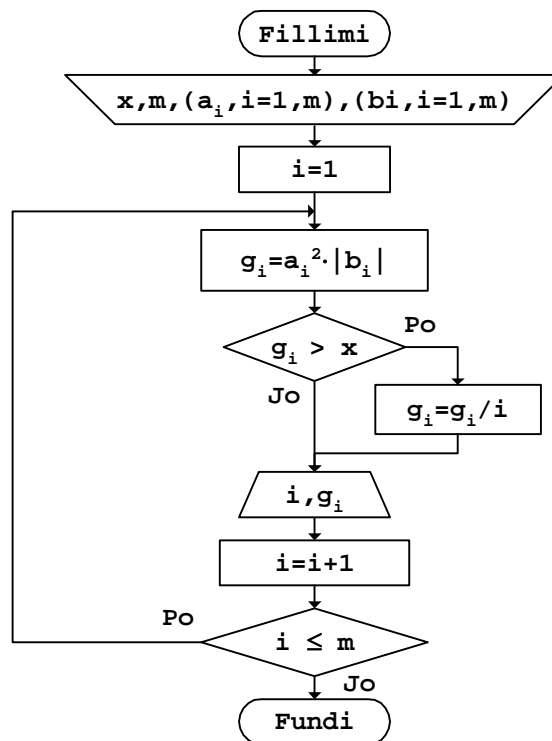 Fillimi
x,m,(aᵢ,i=1,m),(bi,i=1,m)
i=1
gᵢ=aᵢ²·|bᵢ|
Po
gᵢ > x
Jo
gᵢ=gᵢ/i
i,gᵢ
i=i+1
Po
i ≤ m
Jo
Fundi